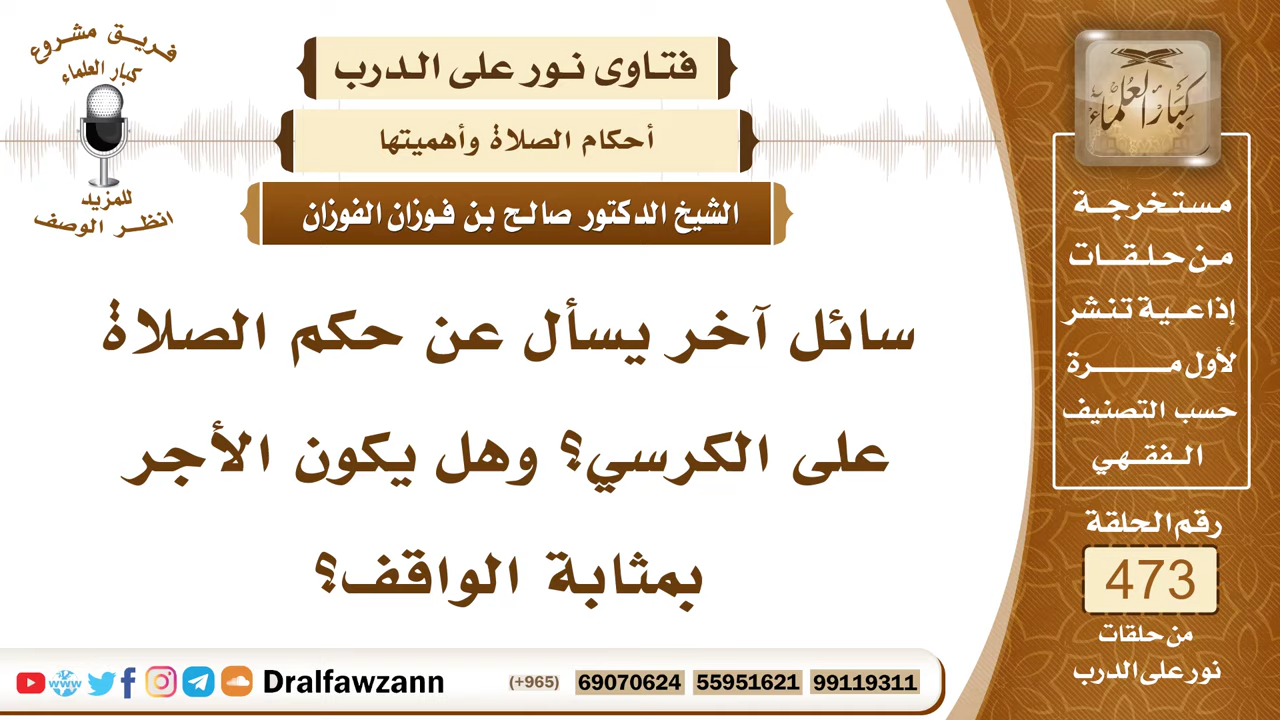 فريق مشروع
كبار العلماء
للمزيد
انظر الوصف
فتاوى نور على الدرب
أحكام الصلاة وأهميتها
الشيخ الدكتور صالح بن فوزان الفوزان
سائل آخر يسأل عن حكم الصلاة
على الكرسي؟ وهل يكون الأجر
بمثابة الواقف؟
كبار العلماء
مستخرجة
من حلقات
إذاعية تنشر
لأول مرة
حسب التصنيف
الفقهي
رقم الحلقة
473
من حلقات
نور على الدرب
www Dralfawzann (+965) 69070624 55951621 99119311